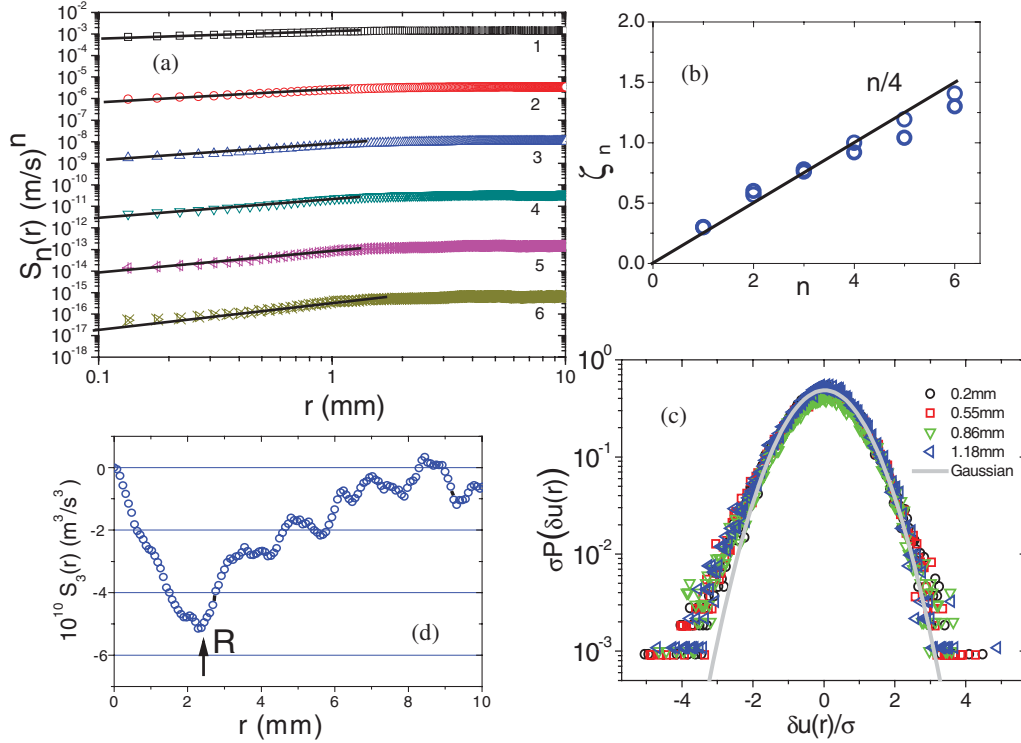 10^-3
10^-4
10^-5
10^-6
10^-7
10^-8
10^-9
10^-10
10^-11
10^-12
10^-13
10^-14
10^-15
10^-16
10^-17
10^-18
S_n(r) (m/s)^n
(a)
1
2
3
4
5
6
0.1
1
10
r (mm)
2.0
1.5
1.0
0.5
0.0
ζ_n
(b)
n/4
0
1
2
3
4
5
6
n
10^0
10^-1
10^-2
10^-3
σP(δu(r))
(c)
0.2mm
0.55mm
0.86mm
1.18mm
Gaussian
-4
-2
0
2
4
δu(r)/σ
0
-2
-4
-6
10^10 S_3(r) (m^3/s^3)
R
(d)
0
2
4
6
8
10
r (mm)